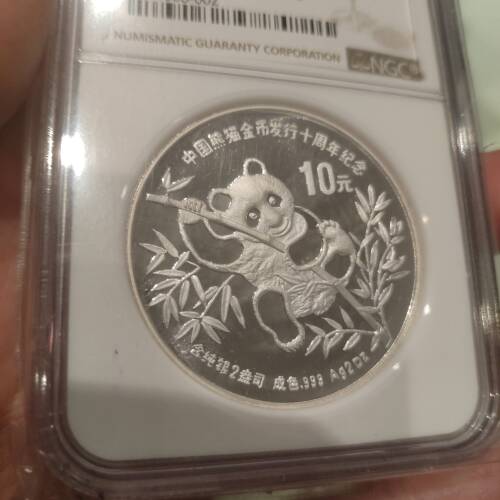 NUMISMATIC GUARANTY CORPORATION
NGC®
中国熊猫金币发行十周年纪念
10元
含纯银2盎司 成色.999 Ag2oz